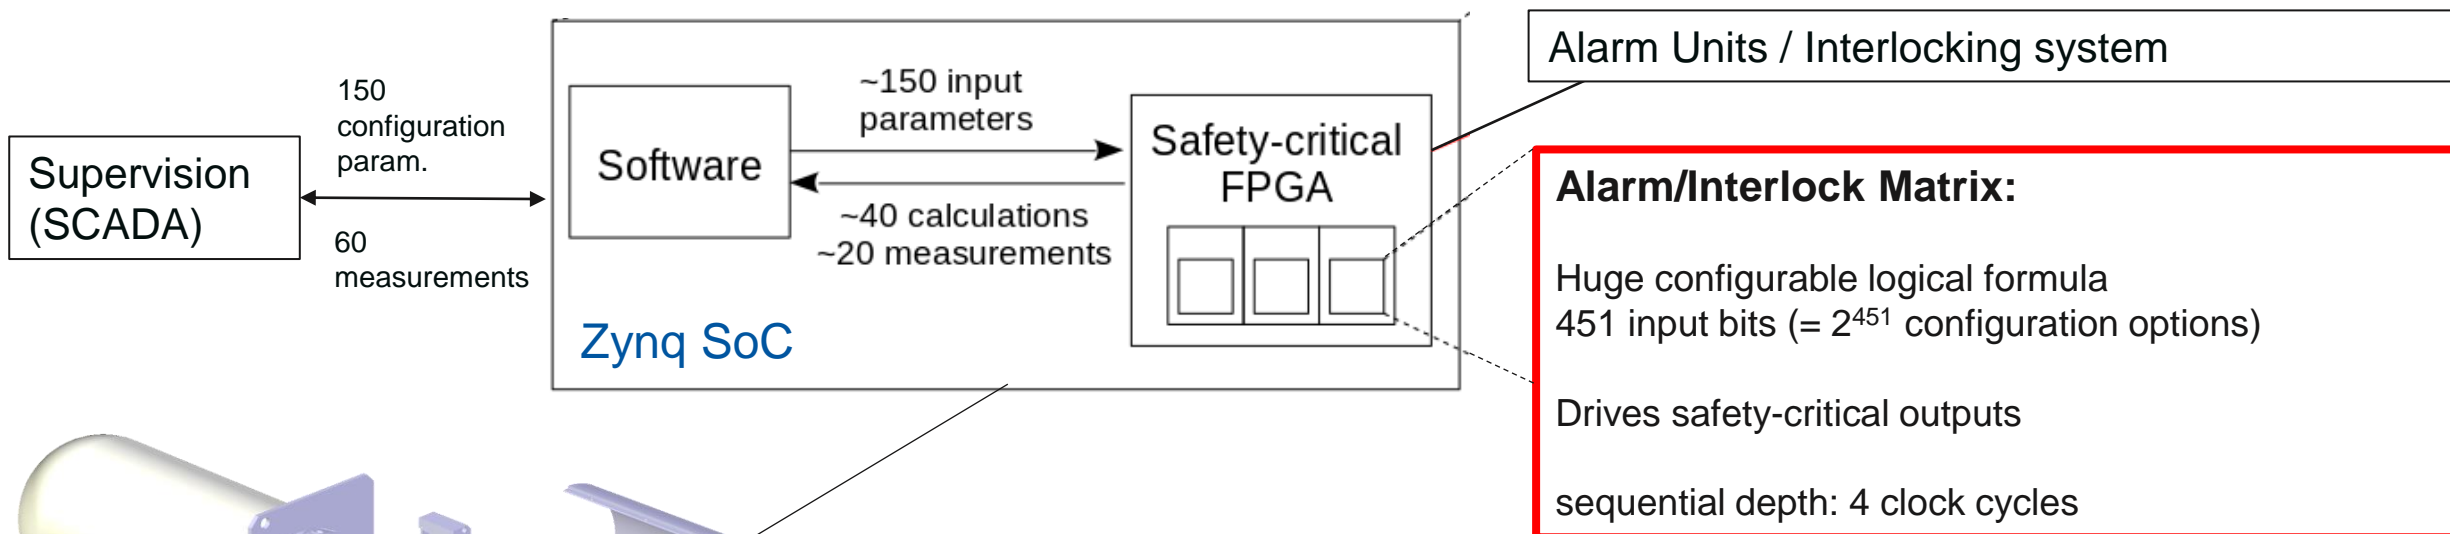 Supervision
(SCADA)
150
configuration
param.
60
measurements
Software
~150 input
parameters
~40 calculations
~20 measurements
Safety-critical
FPGA
Zynq SoC
Alarm Units / Interlocking system
Alarm/Interlock Matrix:
Huge configurable logical formula
451 input bits (= 2⁴⁵¹ configuration options)
Drives safety-critical outputs
sequential depth: 4 clock cycles